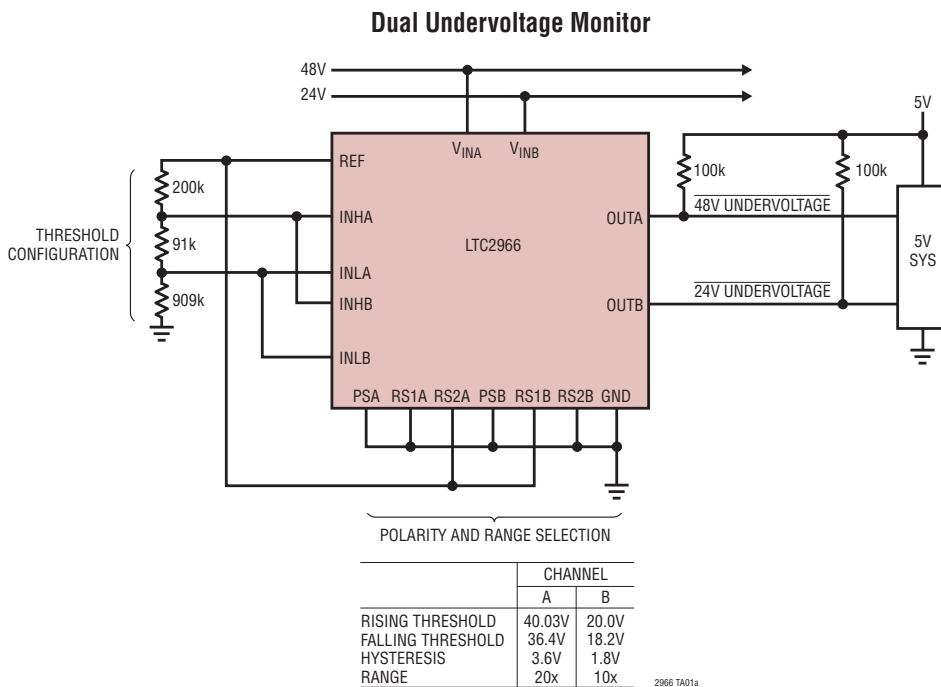 Dual Undervoltage Monitor
48V
24V
5V
VINA VINB
REF
200k
INHA
THRESHOLD
CONFIGURATION
91k
INLA
909k
INHB
INLB
LTC2966
100k
100k
OUTA
48V UNDERVOLTAGE
5V
SYS
OUTB
24V UNDERVOLTAGE
PSA RS1A RS2A PSB RS1B RS2B GND
POLARITY AND RANGE SELECTION
CHANNEL
A B
RISING THRESHOLD 40.03V 20.0V
FALLING THRESHOLD 36.4V 18.2V
HYSTERESIS 3.6V 1.8V
RANGE 20x 10x
2966 TA01a